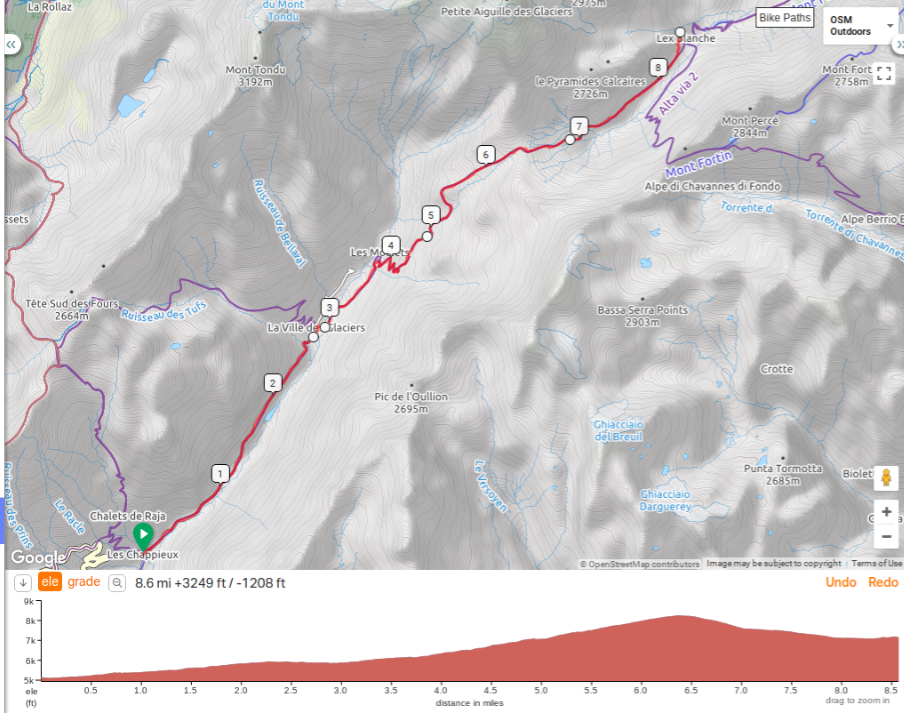 La Rollaz
du Mont
Tondu
Petite Aiguille des Glaciers
2975m
Bike Paths
OSM
Outdoors
Lex Blanche
8
Mont Tondu
3192m
le Pyramides Calcaires
2726m
Alta via 2
Mont Fort
2758m
7
Mont Percé
2844m
6
Mont Fortin
Alpe di Chavannes di Fondo
Ruisseau de Bellaval
5
Torrente d.
Torrente di Chavannes
Alpe Berrio B
ssets
4
Les Mottets
Tête Sud des Fours
2664m
Ruisseau des Tufs
3
La Ville des Glaciers
Bassa Serra Points
2903m
2
Pic de l'Oullion
2695m
Crotte
Ghiacciaio
del Breuil
1
Le Versoyen
Punta Tormotta
2685m
Biolet
Ghiacciaio
Darguerey
Ruisseau des Prins
Le Racle
Chalets de Raja
Les Chappieux
Google
© OpenStreetMap contributors
Image may be subject to copyright
Terms of Use
ele
grade
8.6 mi +3249 ft / -1208 ft
Undo
Redo
9k
8k
7k
6k
5k
ele
(ft)
0.5 1.0 1.5 2.0 2.5 3.0 3.5 4.0 4.5 5.0 5.5 6.0 6.5 7.0 7.5 8.0 8.5
distance in miles
drag to zoom in